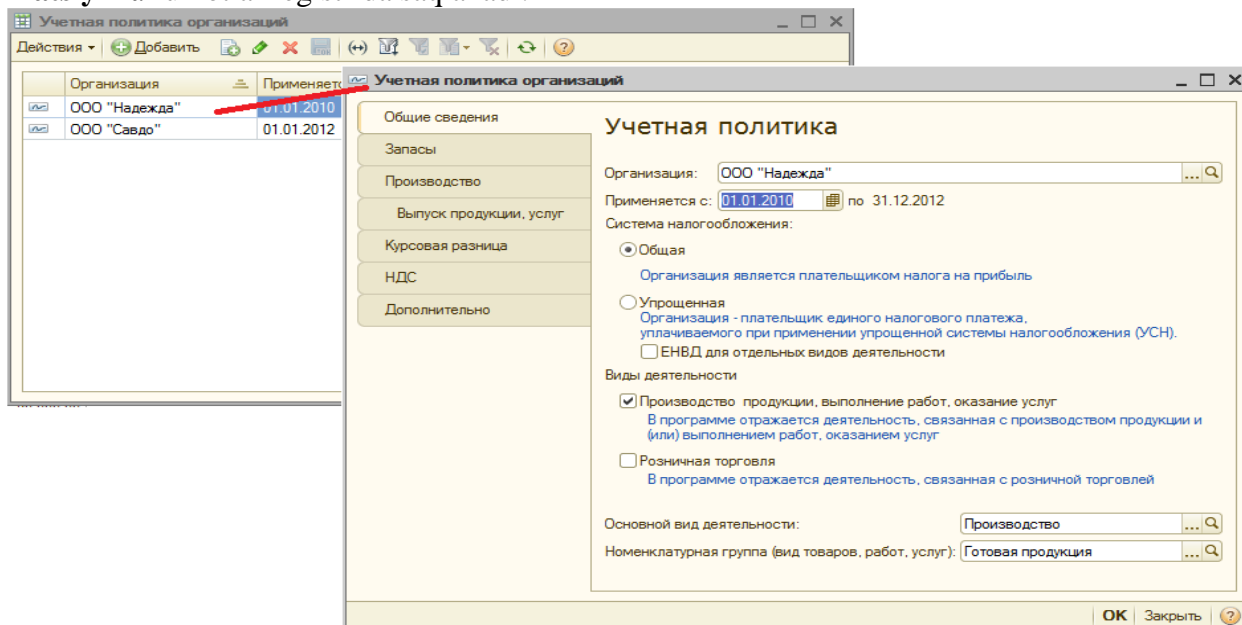 Учетная политика организаций
Действия Добавить
Организация Применяетс
ООО "Надежда" 01.01.2010
ООО "Савдо" 01.01.2012
Учетная политика организаций
Общие сведения
Запасы
Производство
Выпуск продукции, услуг
Курсовая разница
НДС
Дополнительно
Учетная политика
Организация: ООО "Надежда" ...
Применяется с: 01.01.2010 по 31.12.2012
Система налогообложения:
Общая
Организация является плательщиком налога на прибыль
Упрощенная
Организация - плательщик единого налогового платежа,
уплачиваемого при применении упрощенной системы налогообложения (УСН).
ЕНВД для отдельных видов деятельности
Виды деятельности
Производство продукции, выполнение работ, оказание услуг
В программе отражается деятельность, связанная с производством продукции и
(или) выполнением работ, оказанием услуг
Розничная торговля
В программе отражается деятельность, связанная с розничной торговлей
Основной вид деятельности: Производство ...
Номенклатурная группа (вид товаров, работ, услуг): Готовая продукция ...
OK Закрыть